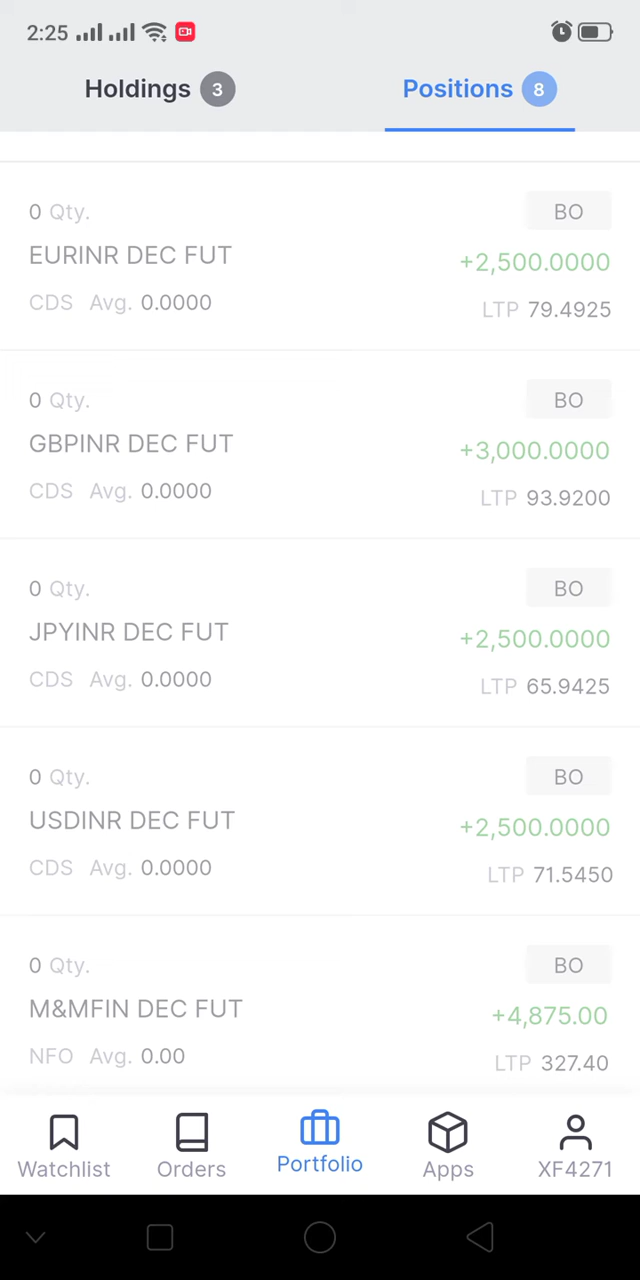 2:25
Holdings 3 Positions 8
0 Qty. BO
EURINR DEC FUT +2,500.0000
CDS Avg. 0.0000 LTP 79.4925
0 Qty. BO
GBPINR DEC FUT +3,000.0000
CDS Avg. 0.0000 LTP 93.9200
0 Qty. BO
JPYINR DEC FUT +2,500.0000
CDS Avg. 0.0000 LTP 65.9425
0 Qty. BO
USDINR DEC FUT +2,500.0000
CDS Avg. 0.0000 LTP 71.5450
0 Qty. BO
M&MFIN DEC FUT +4,875.00
NFO Avg. 0.00 LTP 327.40
Watchlist Orders Portfolio Apps XF4271